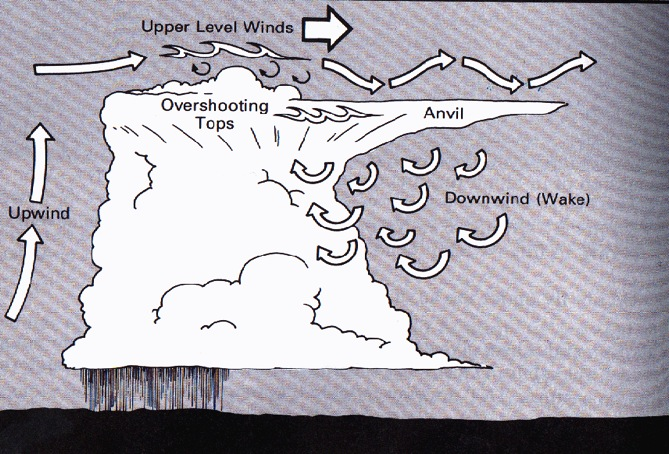 Upper Level Winds
Overshooting
Tops
Anvil
Upwind
Downwind (Wake)